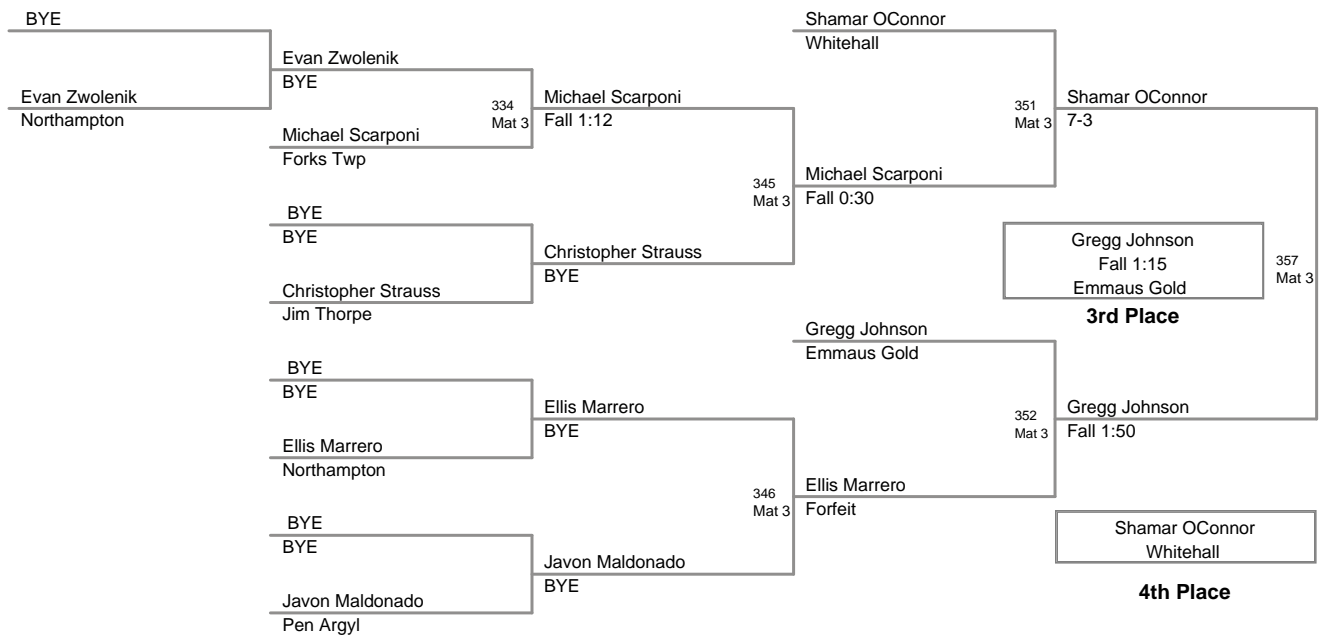 BYE
Evan Zwolenik
Northampton
Evan Zwolenik
BYE
Michael Scarponi
Forks Twp
BYE
BYE
Christopher Strauss
Jim Thorpe
BYE
BYE
Ellis Marrero
Northampton
BYE
BYE
Javon Maldonado
Pen Argyl
334
Mat 3
Michael Scarponi
Fall 1:12
Christopher Strauss
BYE
Ellis Marrero
BYE
Javon Maldonado
BYE
345
Mat 3
346
Mat 3
Shamar OConnor
Whitehall
Michael Scarponi
Fall 0:30
Gregg Johnson
Emmaus Gold
Ellis Marrero
Forfeit
351
Mat 3
352
Mat 3
Shamar OConnor
7-3
Gregg Johnson
Fall 1:50
357
Mat 3
Gregg Johnson
Fall 1:15
Emmaus Gold
3rd Place
Shamar OConnor
Whitehall
4th Place